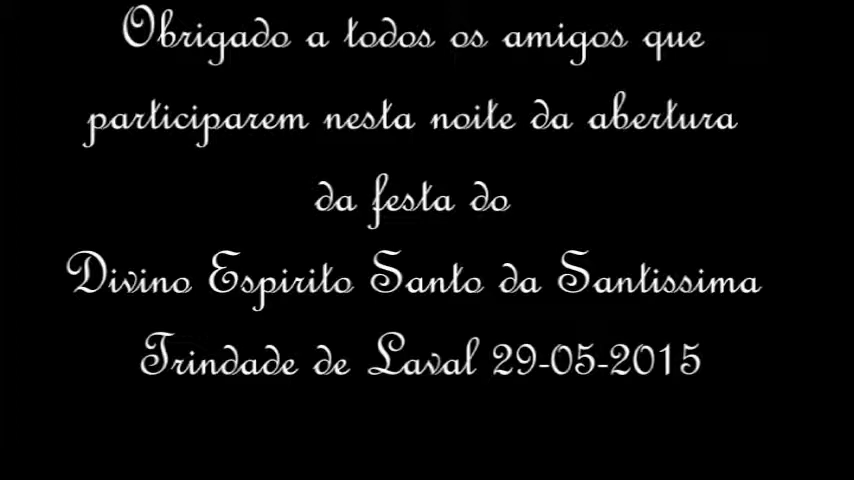 Obrigado a todos os amigos que
participarem nesta noite da abertura
da festa do
Divino Espirito Santo da Santissima
Trindade de Laval 29-05-2015